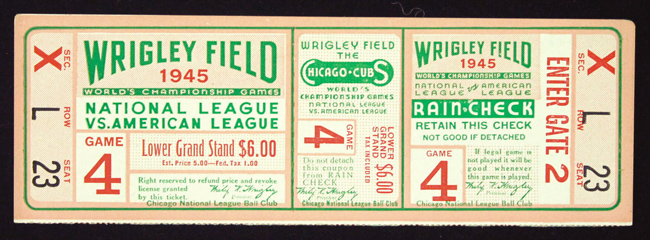 X SEC.
L ROW
23 SEAT
WRIGLEY FIELD
1945
WORLD'S CHAMPIONSHIP GAMES
NATIONAL LEAGUE
VS. AMERICAN LEAGUE
GAME
4
Lower Grand Stand $6.00
Est. Price 5.00—Fed. Tax 1.00
Right reserved to refund price and revoke
license granted
by this ticket.
Chicago National League Ball Club
WRIGLEY FIELD
THE
CHICAGO CUBS
WORLD'S
CHAMPIONSHIP GAMES
NATIONAL LEAGUE
VS. AMERICAN LEAGUE
4
GAME
LOWER
GRAND
STAND
$6.00
TAX INCLUDED
Do not detach
this coupon
from RAIN
CHECK
Chicago National League Ball Club
WRIGLEY FIELD
1945
WORLD'S CHAMPIONSHIP GAMES
NATIONAL VS AMERICAN
LEAGUE LEAGUE
RAIN-CHECK
RETAIN THIS CHECK
NOT GOOD IF DETACHED
GAME
4
If legal game is
not played it will be
good whenever
this game is played.
Chicago National League Ball Club
ENTER GATE 2
X SEC.
L ROW
23 SEAT